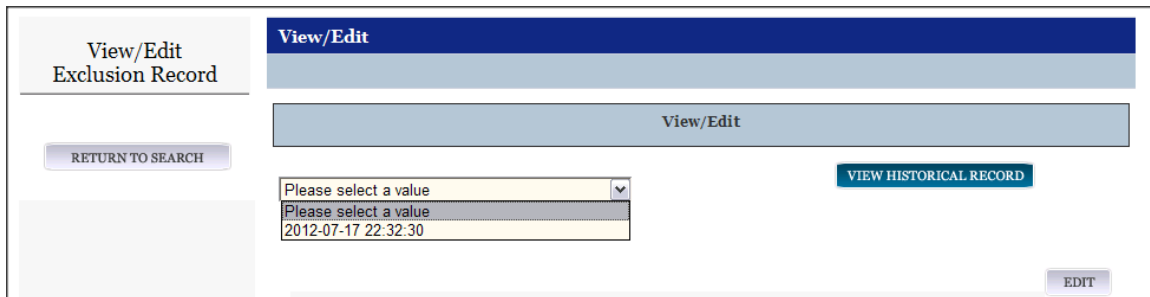 View/Edit
Exclusion Record
RETURN TO SEARCH
View/Edit
View/Edit
VIEW HISTORICAL RECORD
Please select a value
Please select a value
2012-07-17 22:32:30
EDIT